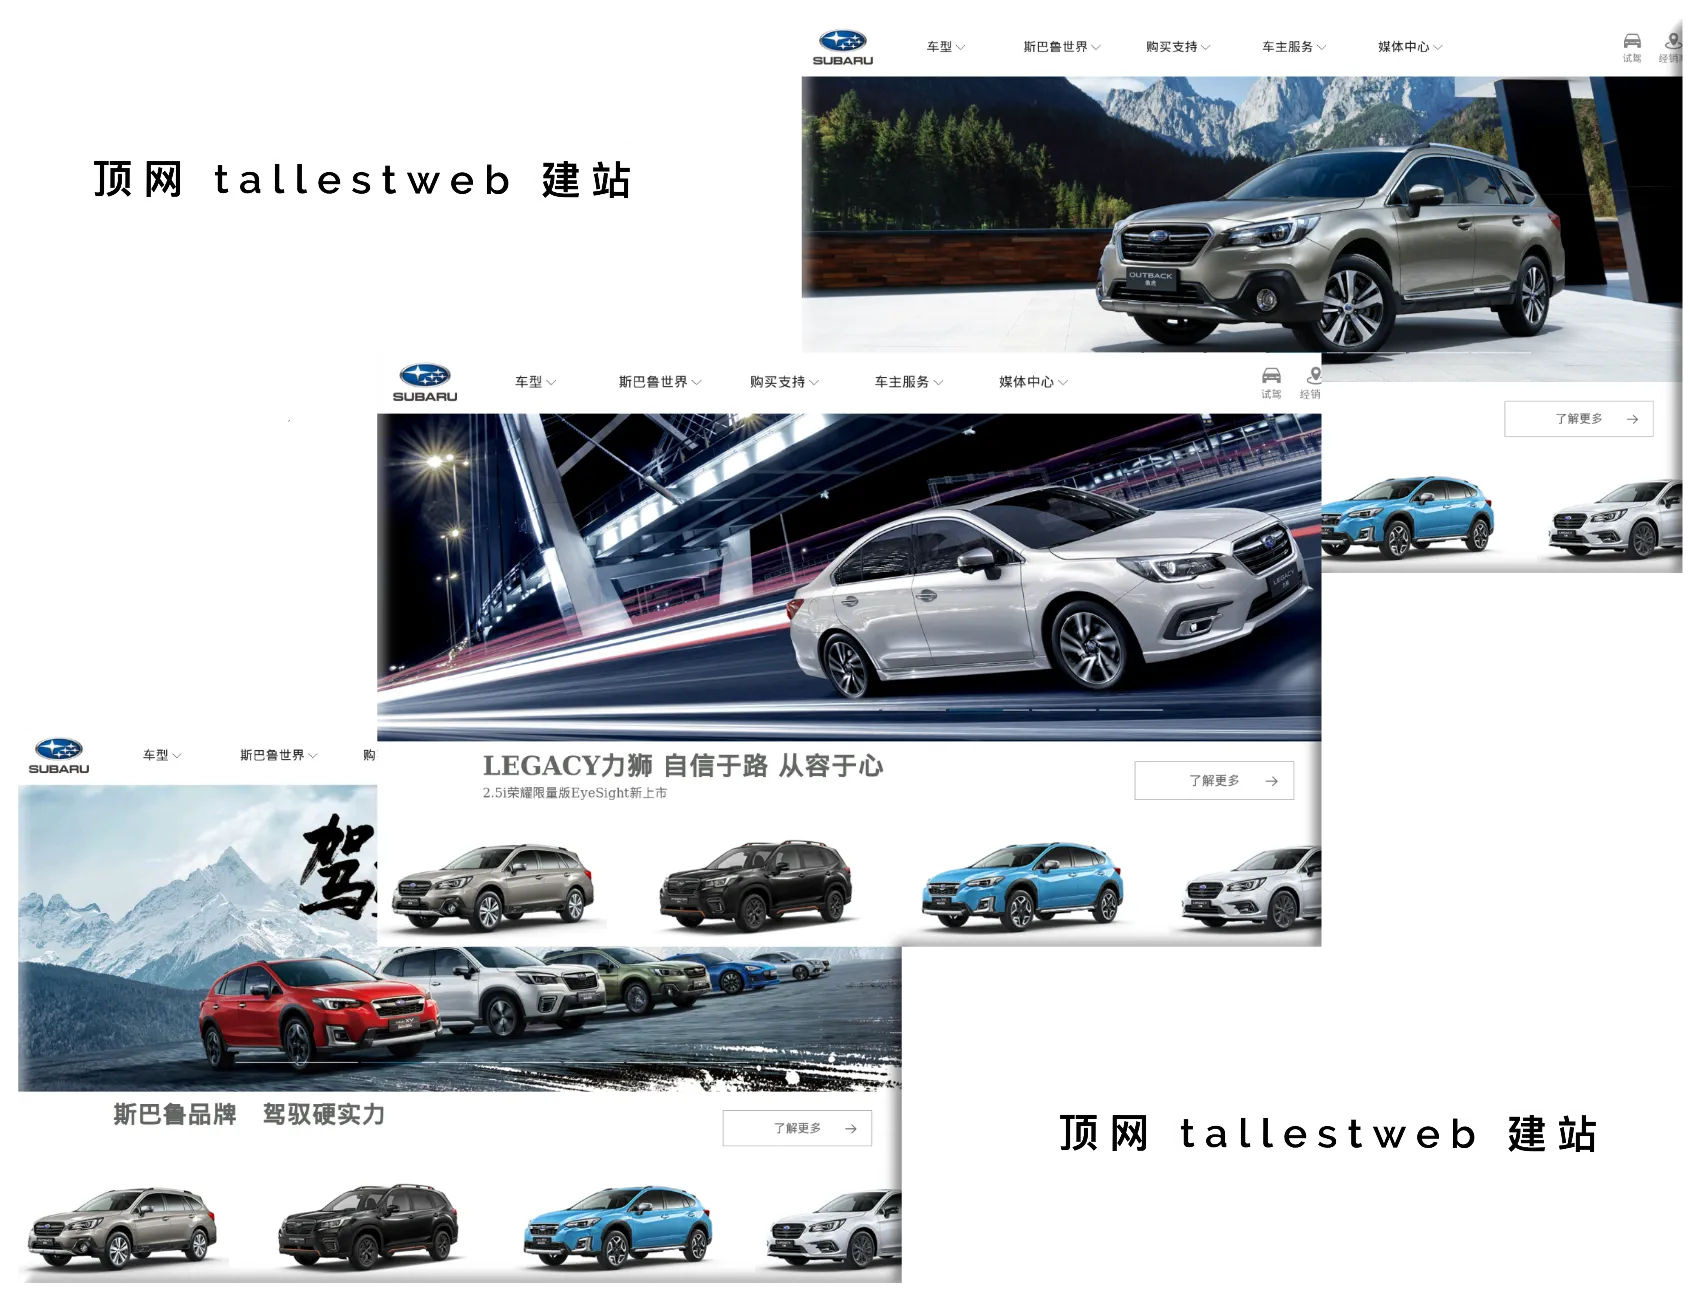 SUBARU
车型 斯巴鲁世界 购买支持 车主服务 媒体中心
试驾 经销
顶网 tallestweb 建站
OUTBACK
了解更多
SUBARU
车型 斯巴鲁世界 购买支持 车主服务 媒体中心
试驾 经销
LEGACY
LEGACY力狮 自信于路 从容于心
2.5i荣耀限量版EyeSight新上市
了解更多
SUBARU
车型 斯巴鲁世界 购
驾
斯巴鲁品牌 驾驭硬实力
了解更多
顶网 tallestweb 建站